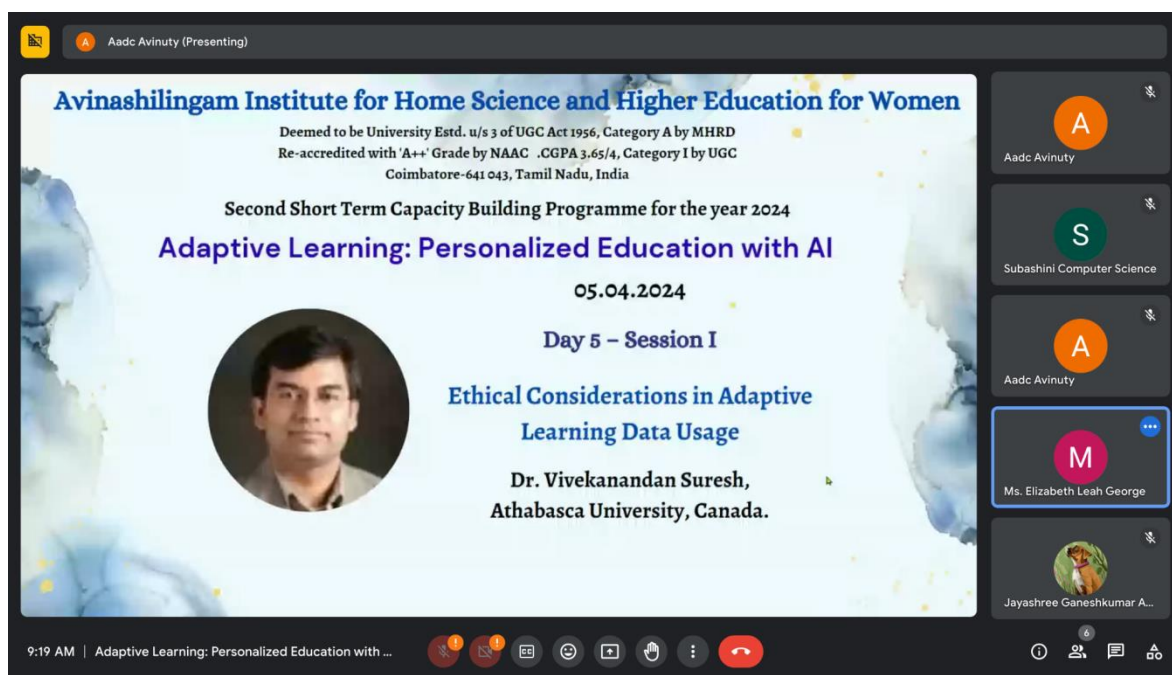 A
Aadc Avinuty (Presenting)
Avinashilingam Institute for Home Science and Higher Education for Women
Deemed to be University Estd. u/s 3 of UGC Act 1956, Category A by MHRD
Re-accredited with 'A++' Grade by NAAC .CGPA 3.65/4, Category I by UGC
Coimbatore-641 043, Tamil Nadu, India
Second Short Term Capacity Building Programme for the year 2024
Adaptive Learning: Personalized Education with AI
05.04.2024
Day 5 – Session I
Ethical Considerations in Adaptive
Learning Data Usage
Dr. Vivekanandan Suresh,
Athabasca University, Canada.
A
Aadc Avinuty
S
Subashini Computer Science
A
Aadc Avinuty
M
Ms. Elizabeth Leah George
Jayashree Ganeshkumar A...
9:19 AM | Adaptive Learning: Personalized Education with ...
CC
6